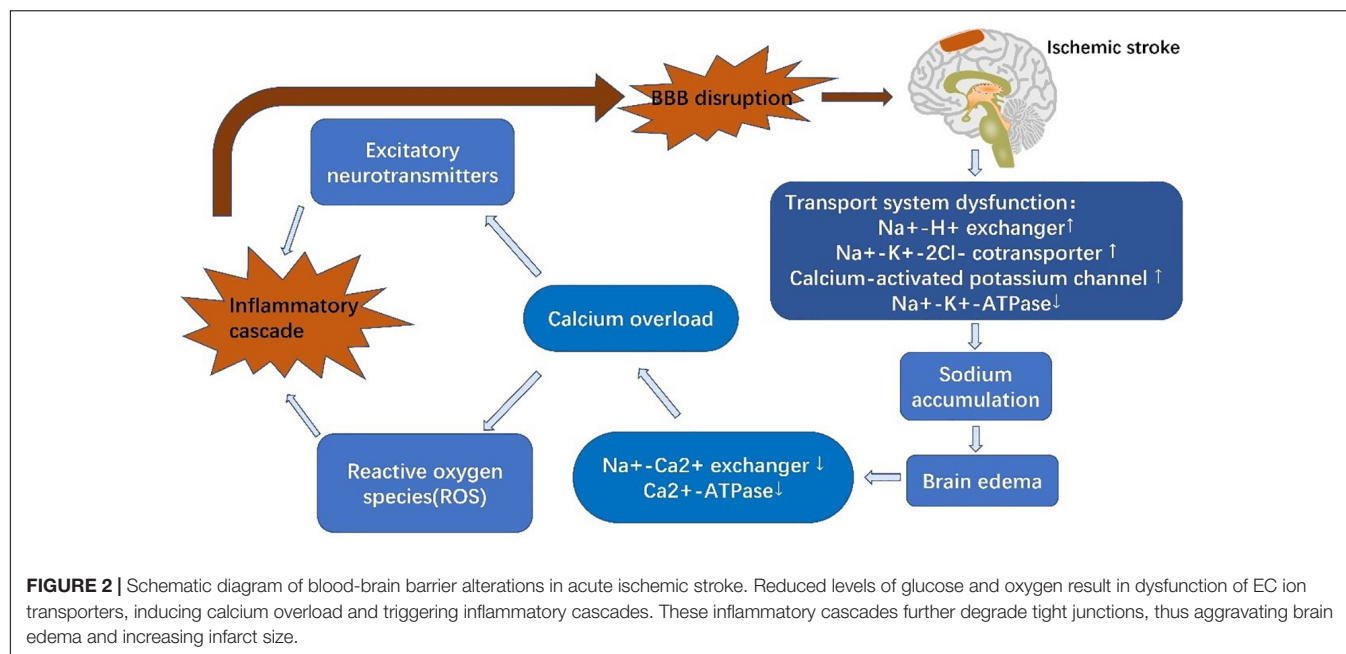 BBB disruption
Ischemic stroke
Excitatory
neurotransmitters
Transport system dysfunction:
Na+-H+ exchanger↑
Na+-K+-2Cl- cotransporter ↑
Calcium-activated potassium channel ↑
Na+-K+-ATPase↓
Inflammatory
cascade
Calcium overload
Sodium
accumulation
Reactive oxygen
species(ROS)
Na+-Ca2+ exchanger ↓
Ca2+-ATPase↓
Brain edema
FIGURE 2 | Schematic diagram of blood-brain barrier alterations in acute ischemic stroke. Reduced levels of glucose and oxygen result in dysfunction of EC ion
transporters, inducing calcium overload and triggering inflammatory cascades. These inflammatory cascades further degrade tight junctions, thus aggravating brain
edema and increasing infarct size.